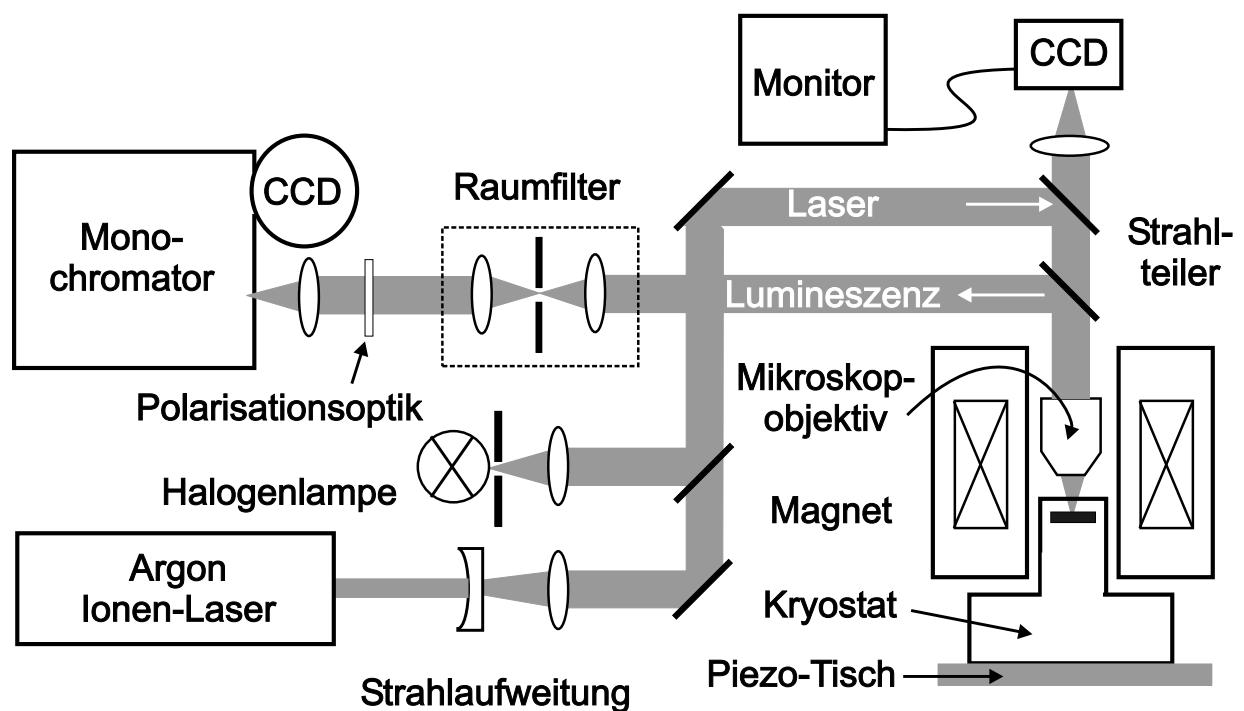 CCD
Monitor
CCD
Raumfilter
Laser
Mono-
chromator
Strahl-
teiler
Lumineszenz
Polarisationsoptik
Mikroskop-
objektiv
Halogenlampe
Magnet
Argon
Ionen-Laser
Kryostat
Strahlaufweitung
Piezo-Tisch